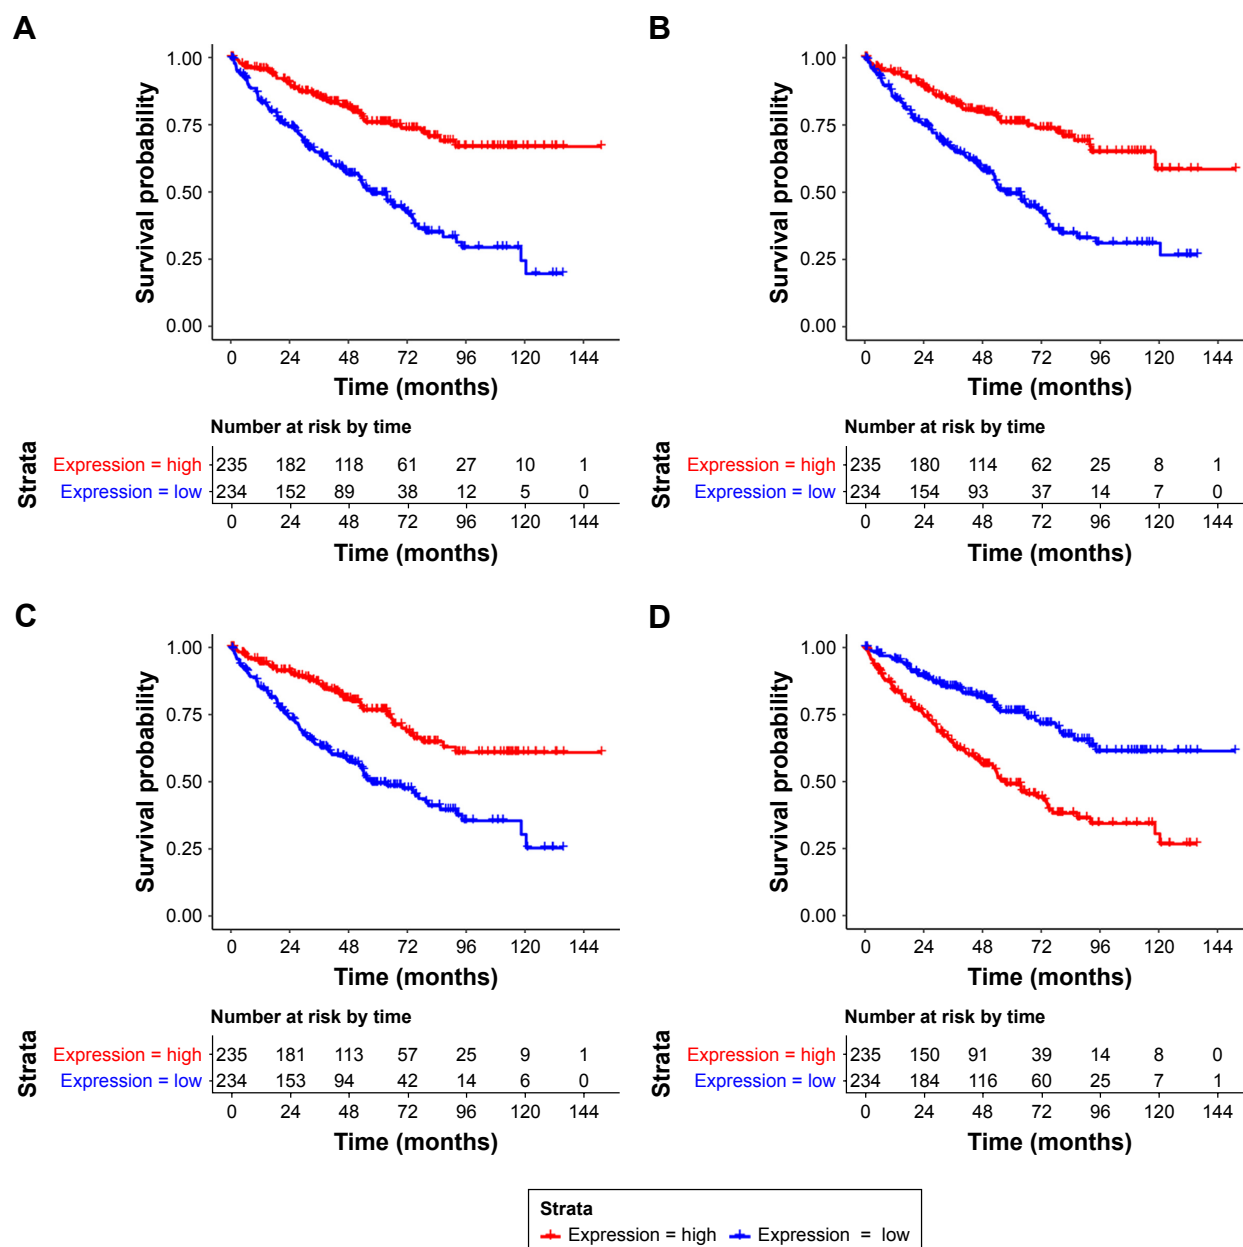 A
Survival probability
1.00
0.75
0.50
0.25
0.00
0 24 48 72 96 120 144
Time (months)
Number at risk by time
Strata
Expression = high 235 182 118 61 27 10 1
Expression = low 234 152 89 38 12 5 0
0 24 48 72 96 120 144
Time (months)
B
Survival probability
1.00
0.75
0.50
0.25
0.00
0 24 48 72 96 120 144
Time (months)
Number at risk by time
Strata
Expression = high 235 180 114 62 25 8 1
Expression = low 234 154 93 37 14 7 0
0 24 48 72 96 120 144
Time (months)
C
Survival probability
1.00
0.75
0.50
0.25
0.00
0 24 48 72 96 120 144
Time (months)
Number at risk by time
Strata
Expression = high 235 181 113 57 25 9 1
Expression = low 234 153 94 42 14 6 0
0 24 48 72 96 120 144
Time (months)
D
Survival probability
1.00
0.75
0.50
0.25
0.00
0 24 48 72 96 120 144
Time (months)
Number at risk by time
Strata
Expression = high 235 150 91 39 14 8 0
Expression = low 234 184 116 60 25 7 1
0 24 48 72 96 120 144
Time (months)
Strata
Expression = high Expression = low